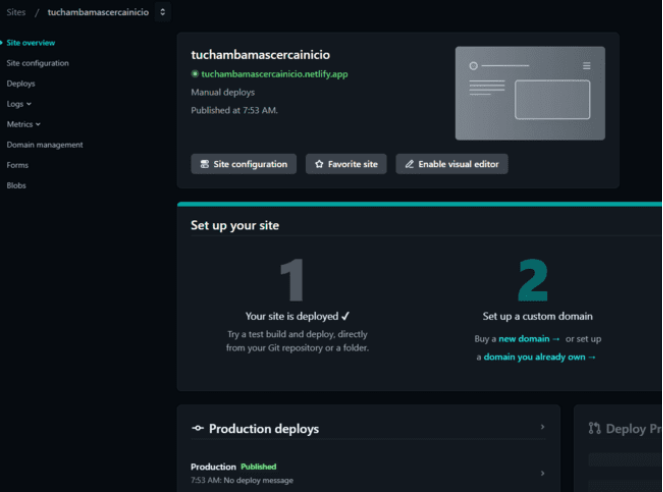 Sites / tuchambamascercainicio
Site overview
Site configuration
Deploys
Logs
Metrics
Domain management
Forms
Blobs
tuchambamascercainicio
tuchambamascercainicio.netlify.app
Manual deploys
Published at 7:53 AM.
Site configuration
Favorite site
Enable visual editor
Set up your site
1
Your site is deployed ✓
Try a test build and deploy, directly
from your Git repository or a folder.
2
Set up a custom domain
Buy a new domain → or set up
a domain you already own →
Production deploys
Production Published
7:53 AM: No deploy message
Deploy Pr